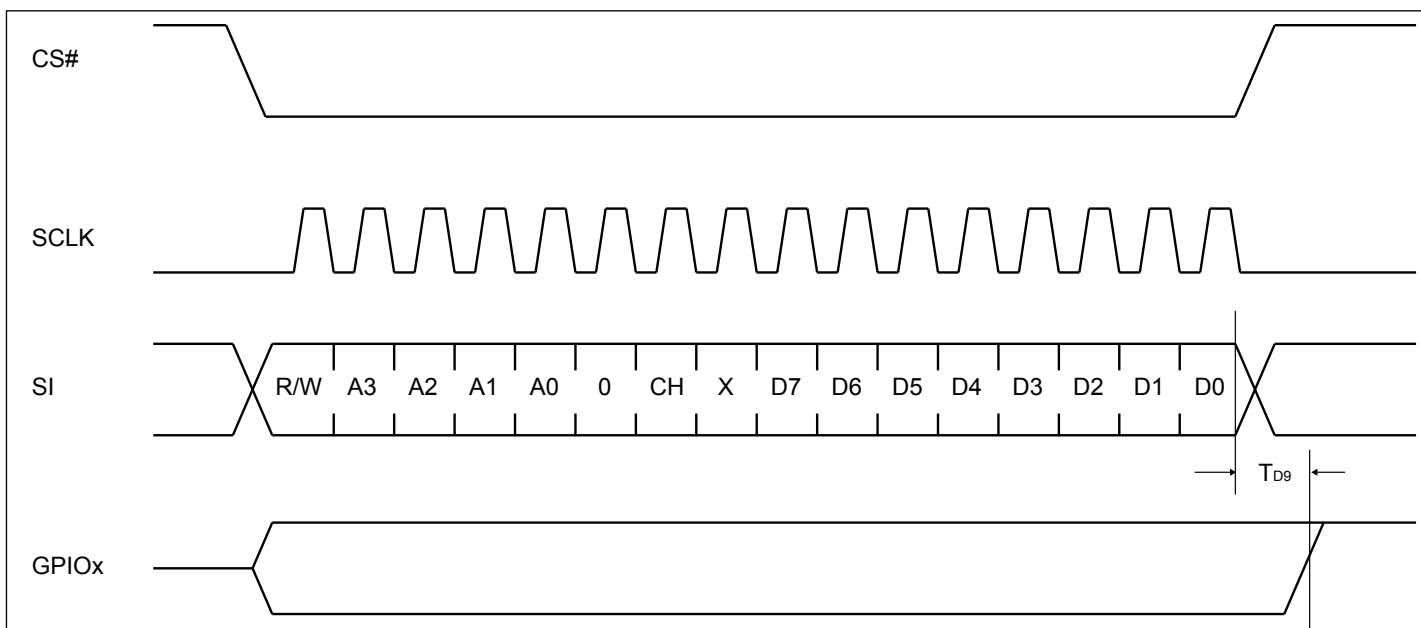 CS#
SCLK
SI R/W A3 A2 A1 A0 0 CH X D7 D6 D5 D4 D3 D2 D1 D0
TD9
GPIOx